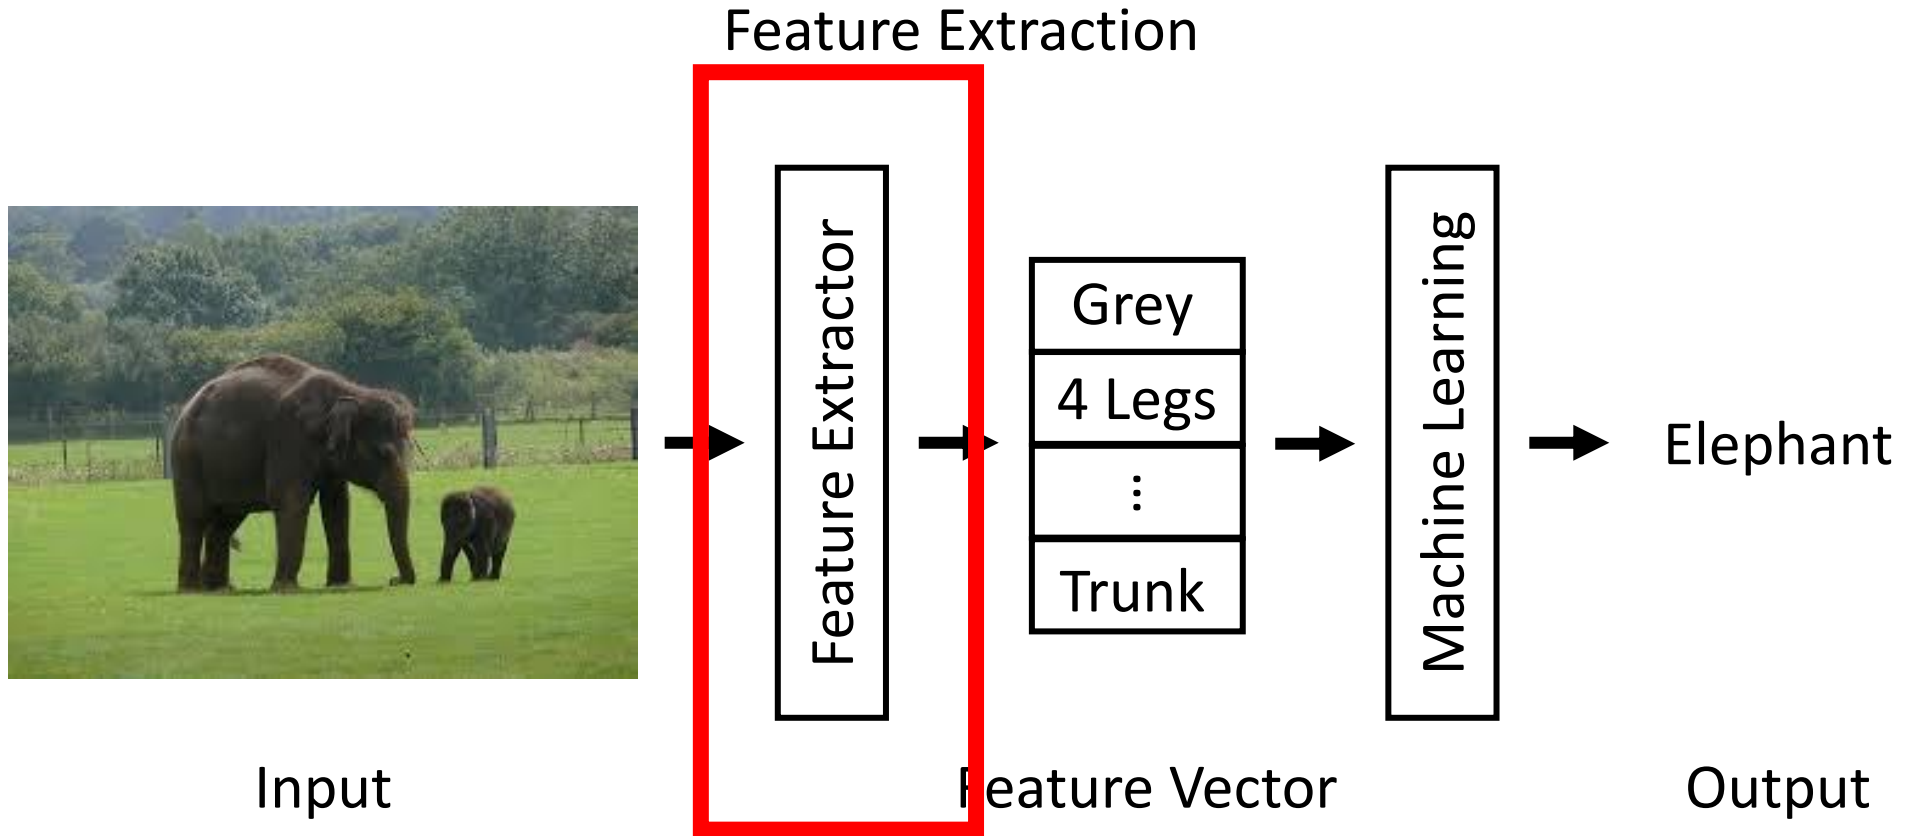 Feature Extraction
Feature Extractor
Grey
4 Legs
⋮
Trunk
Machine Learning
Elephant
Input
Feature Vector
Output